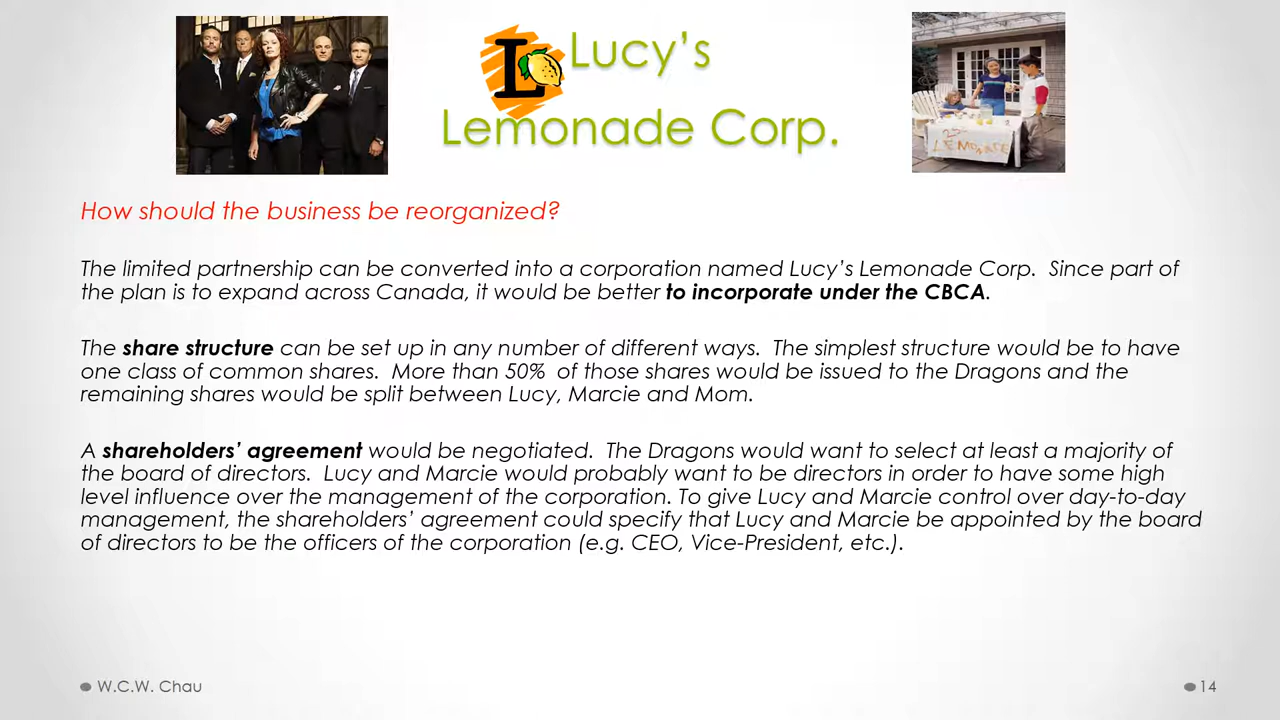 L Lucy's
Lemonade Corp.
25¢
LEMONADE
How should the business be reorganized?
The limited partnership can be converted into a corporation named Lucy's Lemonade Corp.  Since part of
the plan is to expand across Canada, it would be better to incorporate under the CBCA.
The share structure can be set up in any number of different ways.  The simplest structure would be to have
one class of common shares.  More than 50%  of those shares would be issued to the Dragons and the
remaining shares would be split between Lucy, Marcie and Mom.
A shareholders' agreement would be negotiated.  The Dragons would want to select at least a majority of
the board of directors.  Lucy and Marcie would probably want to be directors in order to have some high
level influence over the management of the corporation. To give Lucy and Marcie control over day-to-day
management, the shareholders' agreement could specify that Lucy and Marcie be appointed by the board
of directors to be the officers of the corporation (e.g. CEO, Vice-President, etc.).
W.C.W. Chau
14